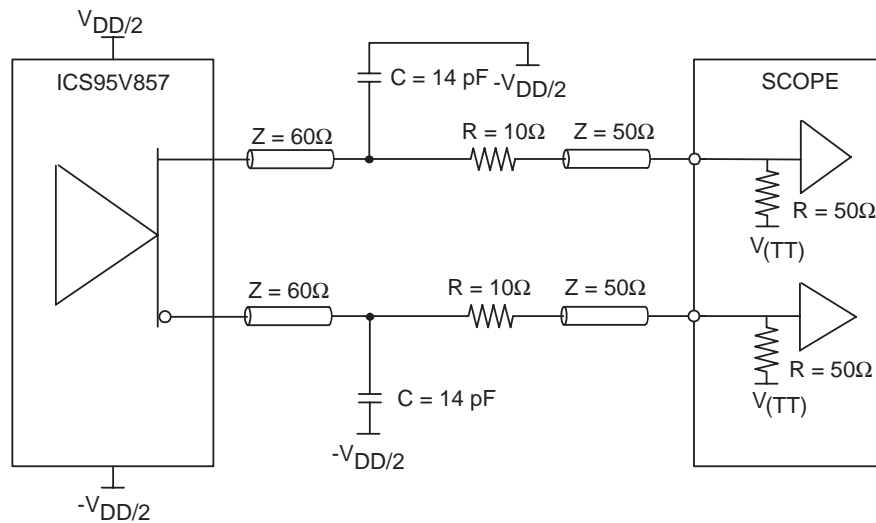 VDD/2
ICS95V857
C = 14 pF
-VDD/2
SCOPE
Z = 60Ω
R = 10Ω
Z = 50Ω
R = 50Ω
V(TT)
Z = 60Ω
R = 10Ω
Z = 50Ω
R = 50Ω
V(TT)
C = 14 pF
-VDD/2
-VDD/2